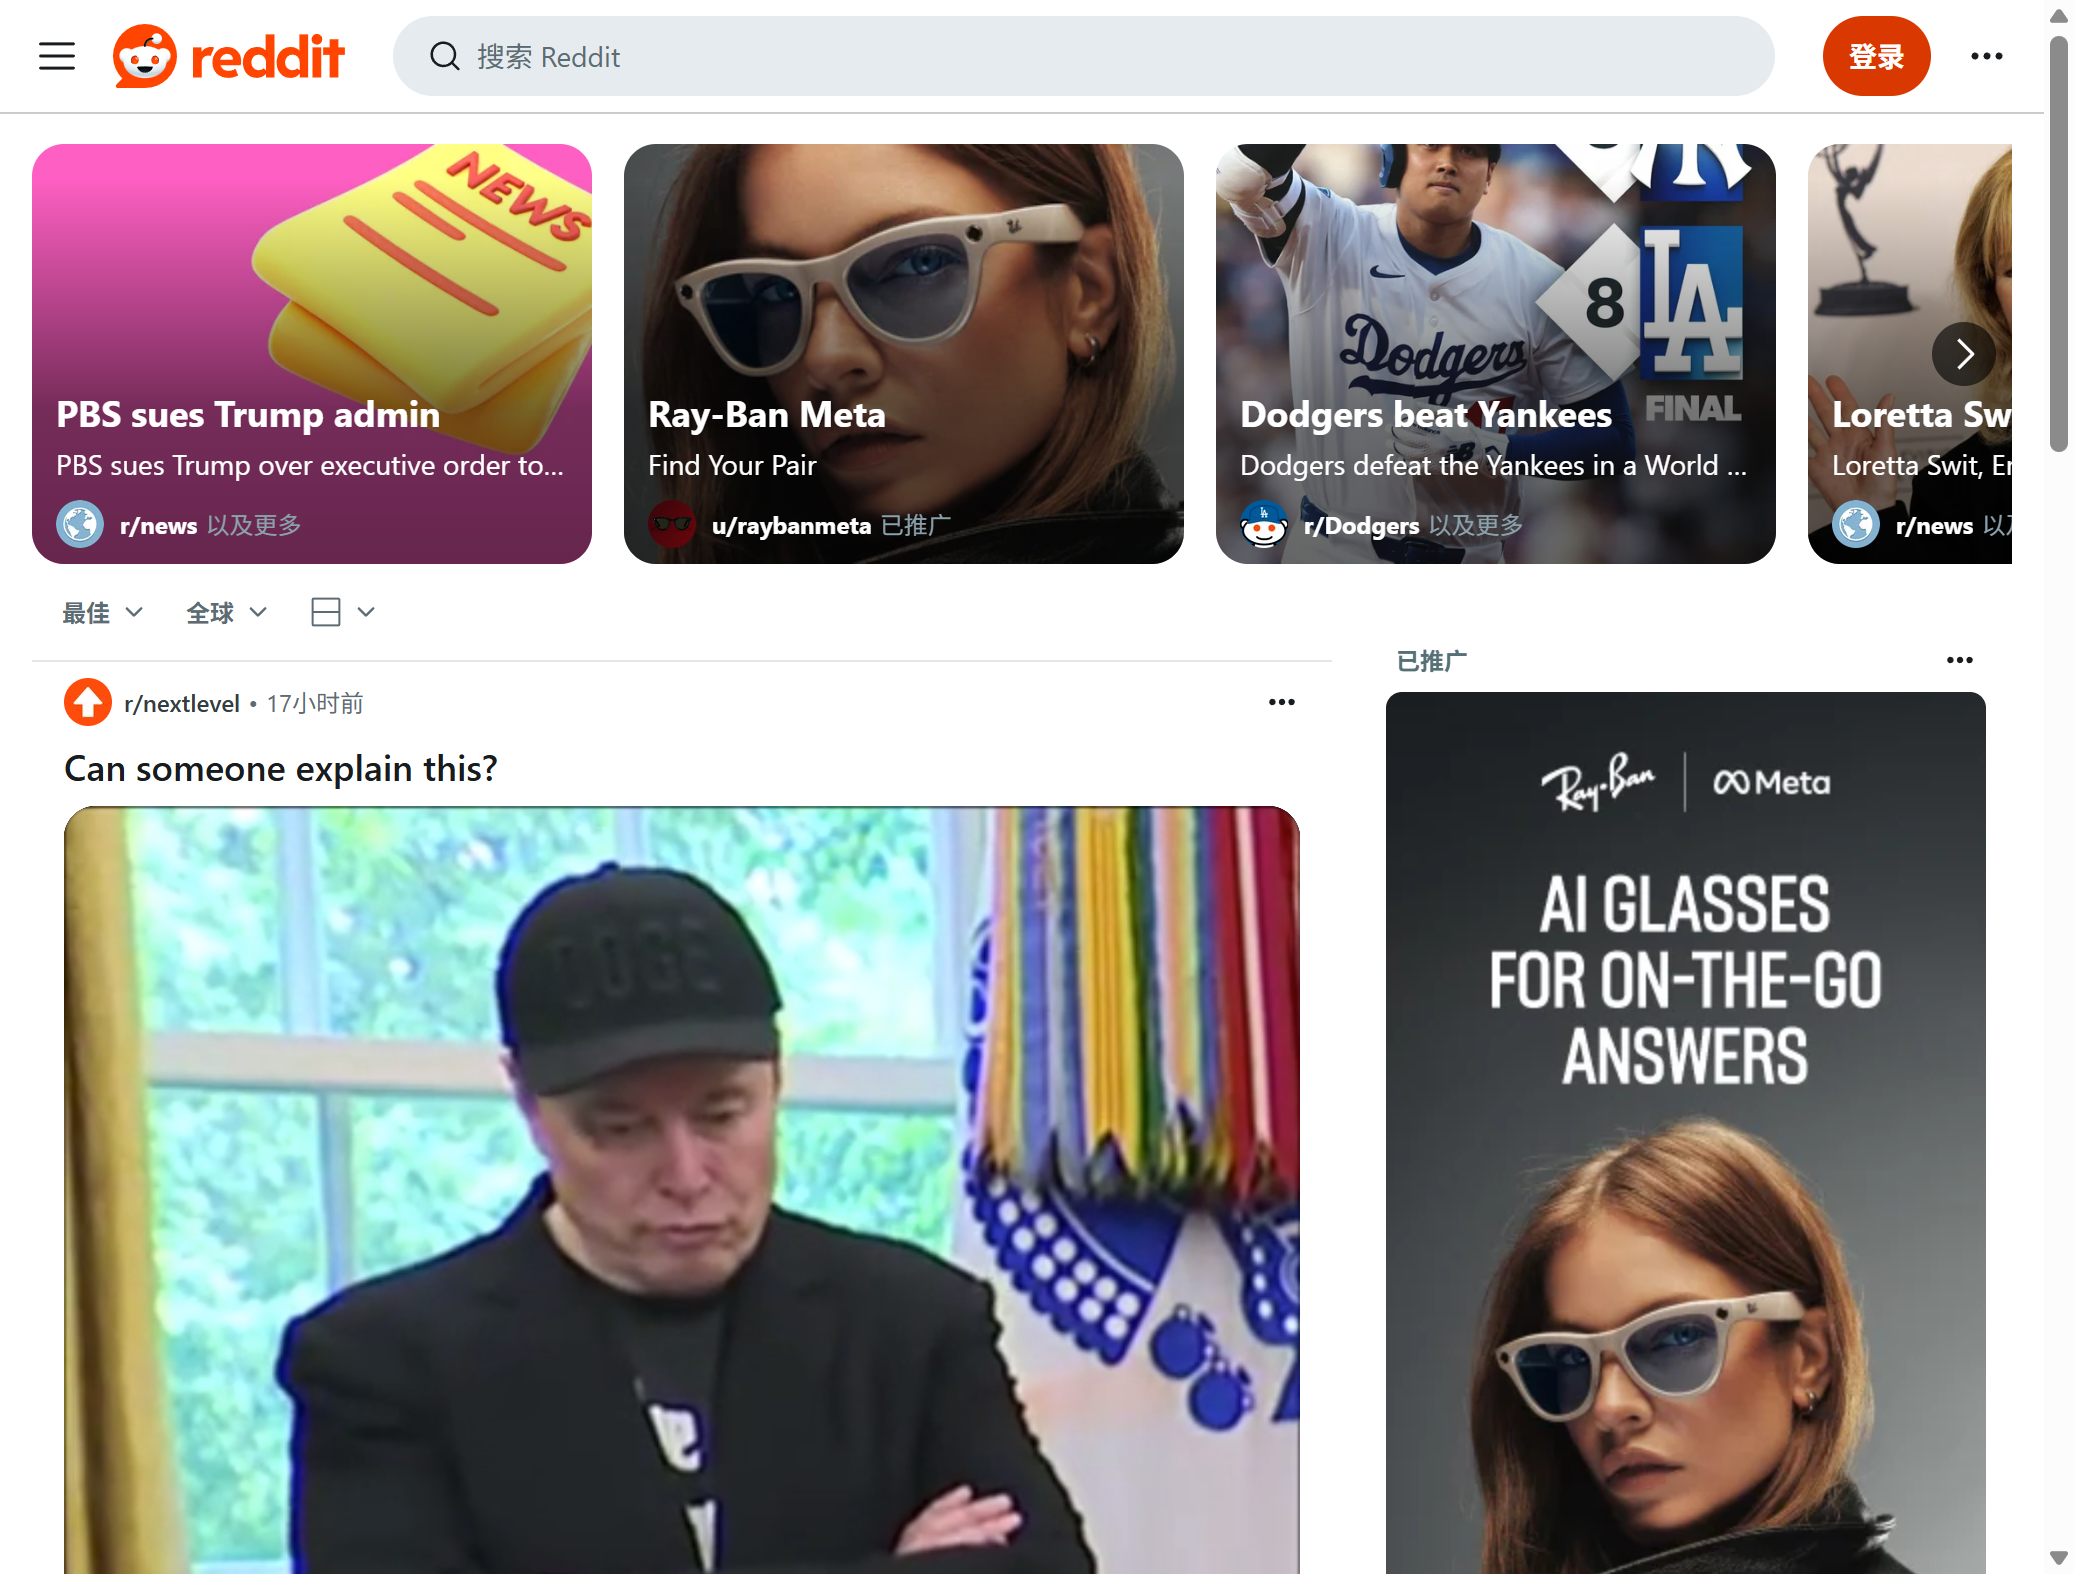 reddit
搜索 Reddit
登录
NEWS
PBS sues Trump admin
PBS sues Trump over executive order to...
r/news 以及更多
Ray-Ban Meta
Find Your Pair
u/raybanmeta 已推广
Dodgers
8
LA
FINAL
Dodgers beat Yankees
Dodgers defeat the Yankees in a World ...
r/Dodgers 以及更多
Loretta Sw
Loretta Swit, Er
r/news 以
最佳
全球
已推广
r/nextlevel • 17小时前
Can someone explain this?
DOGE
Ray-Ban
Meta
AI GLASSES
FOR ON-THE-GO
ANSWERS